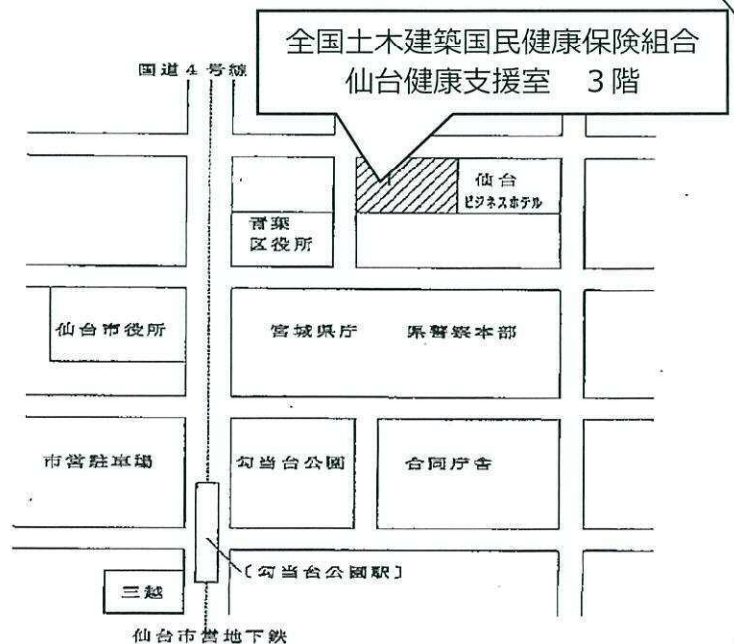 全国土木建築国民健康保険組合
仙台健康支援室　3階
国道4号線
仙台
ビジネスホテル
青葉
区役所
仙台市役所
宮城県庁
県警察本部
市営駐車場
勾当台公園
合同庁舎
〔勾当台公園駅〕
三越
仙台市営地下鉄